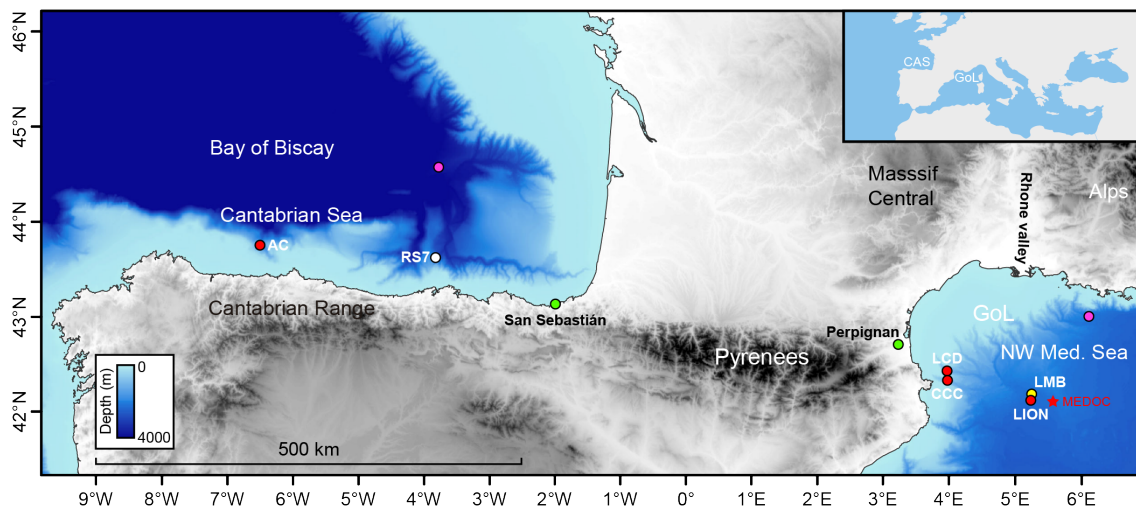 46°N
45°N
44°N
43°N
42°N
Bay of Biscay
Cantabrian Sea
AC
RS7
Cantabrian Range
San Sebastián
Perpignan
Pyrenees
Masssif
Central
Rhone valley
Alps
CAS
GoL
GoL
NW Med. Sea
LCD
CCC
LMB
LION
MEDOC
Depth (m)
0
4000
500 km
9°W
8°W
7°W
6°W
5°W
4°W
3°W
2°W
1°W
0°
1°E
2°E
3°E
4°E
5°E
6°E